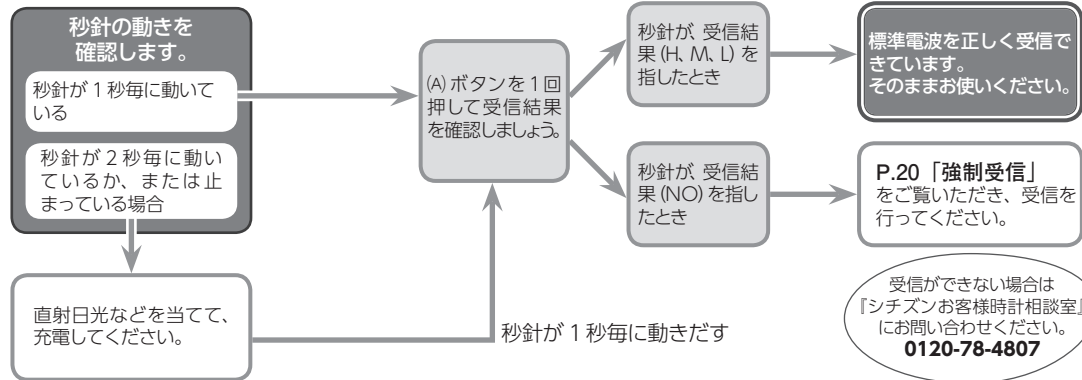 秒針の動きを
確認します。
秒針が1秒毎に動いて
いる
秒針が2秒毎に動い
ているか、または止
まっている場合
直射日光などを当てて、
充電してください。
秒針が1秒毎に動きだす
(A)ボタンを1回
押して受信結果
を確認しましょう。
秒針が 受信結
果(H、M、L)を
指したとき
標準電波を正しく受信で
きています。
そのままお使いください。
秒針が 受信結
果(NO)を指し
たとき
P.20「強制受信」
をご覧いただき、受信を
行ってください。
受信ができない場合は
『シチズンお客様時計相談室』
にお問い合わせください。
0120-78-4807